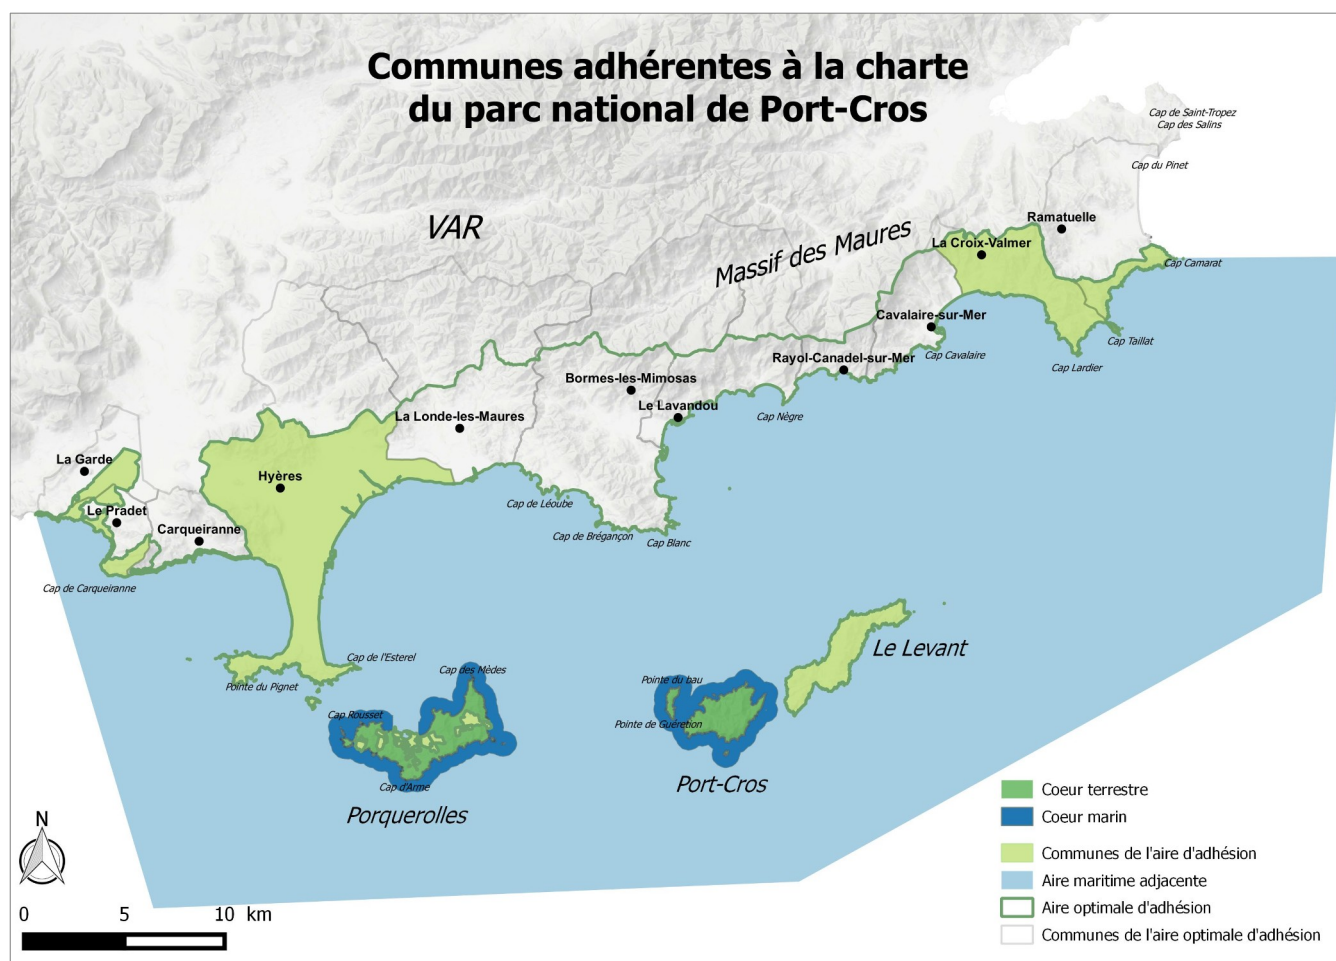 Communes adhérentes à la charte
du parc national de Port-Cros
Cap de Saint-Tropez
Cap des Salins
Cap du Pinet
VAR
Massif des Maures
Ramatuelle
La Croix-Valmer
Cap Camarat
Cavalaire-sur-Mer
Cap Taillat
Cap Cavalaire
Rayol-Canadel-sur-Mer
Cap Lardier
Bormes-les-Mimosas
Le Lavandou
Cap Nègre
La Londe-les-Maures
La Garde
Hyères
Cap de Léoube
Le Pradet
Carqueiranne
Cap de Brégançon
Cap Blanc
Cap de Carqueiranne
Le Levant
Cap de l'Esterel
Cap des Mèdes
Pointe du bau
Pointe du Pignet
Cap Rousset
Pointe de Guérétion
Port-Cros
Cap d'Arme
Porquerolles
N
0 5 10 km
Coeur terrestre
Coeur marin
Communes de l'aire d'adhésion
Aire maritime adjacente
Aire optimale d'adhésion
Communes de l'aire optimale d'adhésion